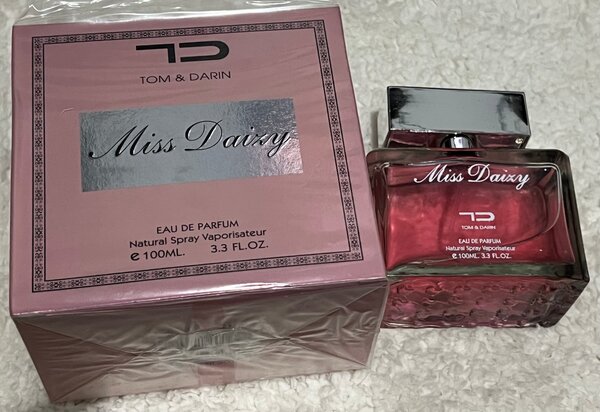 TD
TOM & DARIN
Miss Daizy
EAU DE PARFUM
Natural Spray Vaporisateur
e 100ML. 3.3 FL.OZ.
Miss Daizy
TD
TOM & DARIN
EAU DE PARFUM
Natural Spray Vaporisateur
e 100ML. 3.3 FL.OZ.